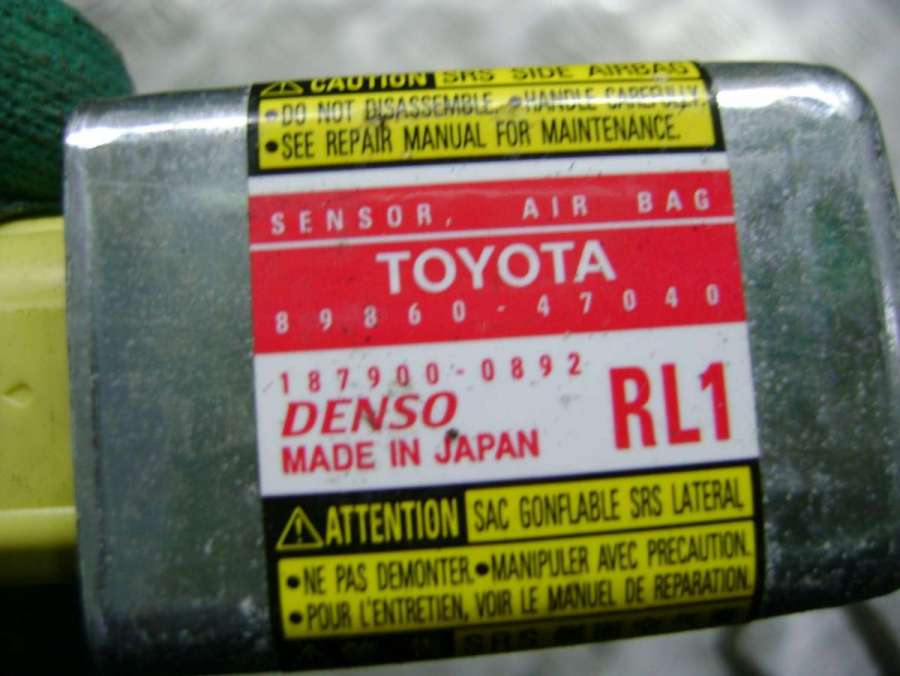 CAUTION SRS SIDE AIRBAG
•DO NOT DISASSEMBLE. •HANDLE CAREFULLY.
•SEE REPAIR MANUAL FOR MAINTENANCE.
SENSOR, AIR BAG
TOYOTA
89860-47040
187900-0892
DENSO
RL1
MADE IN JAPAN
ATTENTION SAC GONFLABLE SRS LATERAL
•NE PAS DEMONTER. •MANIPULER AVEC PRECAUTION.
•POUR L'ENTRETIEN, VOIR LE MANUEL DE REPARATION.
SRS